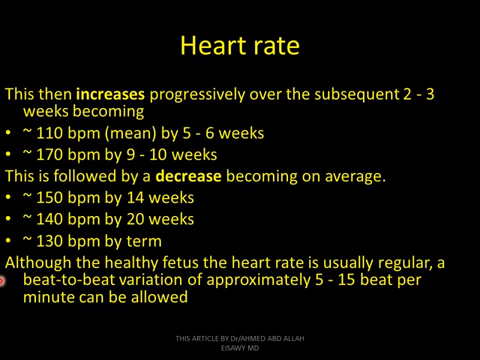 Heart rate
This then increases progressively over the subsequent 2 - 3
weeks becoming
• ~ 110 bpm (mean) by 5 - 6 weeks
• ~ 170 bpm by 9 - 10 weeks
This is followed by a decrease becoming on average.
• ~ 150 bpm by 14 weeks
• ~ 140 bpm by 20 weeks
• ~ 130 bpm by term
Although the healthy fetus the heart rate is usually regular, a
beat-to-beat variation of approximately 5 - 15 beat per
minute can be allowed
THIS ARTICLE BY Dr/AHMED ABD ALLAH
EISAWY MD